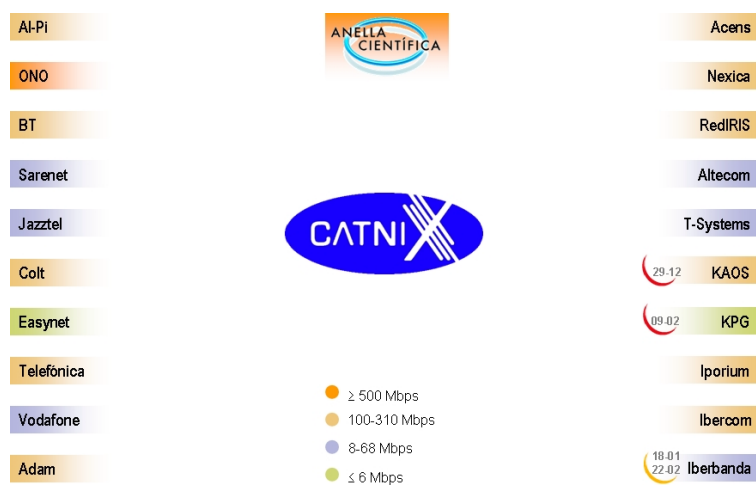 Al-Pi
ONO
BT
Sarenet
Jazztel
Colt
Easynet
Telefónica
Vodafone
Adam
ANELLA
CIENTÍFICA
CATNIX
≥ 500 Mbps
100-310 Mbps
8-68 Mbps
≤ 6 Mbps
Acens
Nexica
RedIRIS
Altecom
T-Systems
29-12 KAOS
09-02 KPG
Iporium
Ibercom
18-01
22-02 Iberbanda